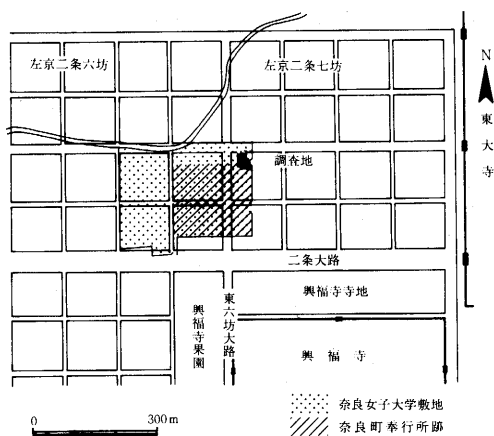 左京二条六坊
左京二条七坊
N
東大寺
調査地
二条大路
興福寺寺地
東六坊大路
興福寺果園
興福寺
0 300m
奈良女子大学敷地
奈良町奉行所跡